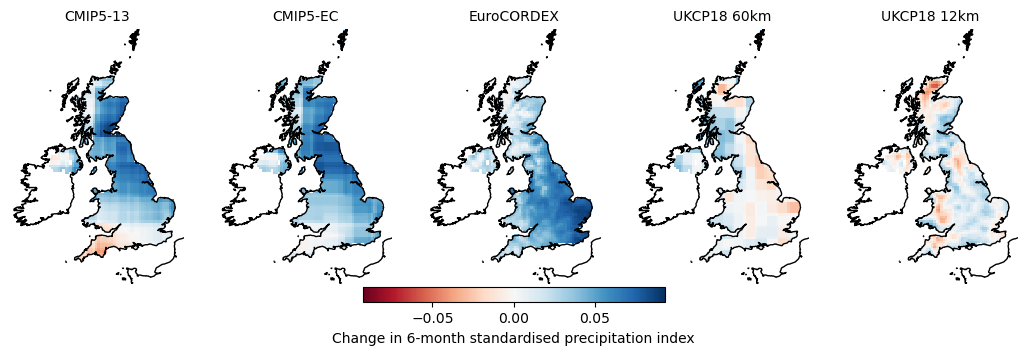 CMIP5-13
CMIP5-EC
EuroCORDEX
UKCP18 60km
UKCP18 12km
−0.05
0.00
0.05
Change in 6-month standardised precipitation index